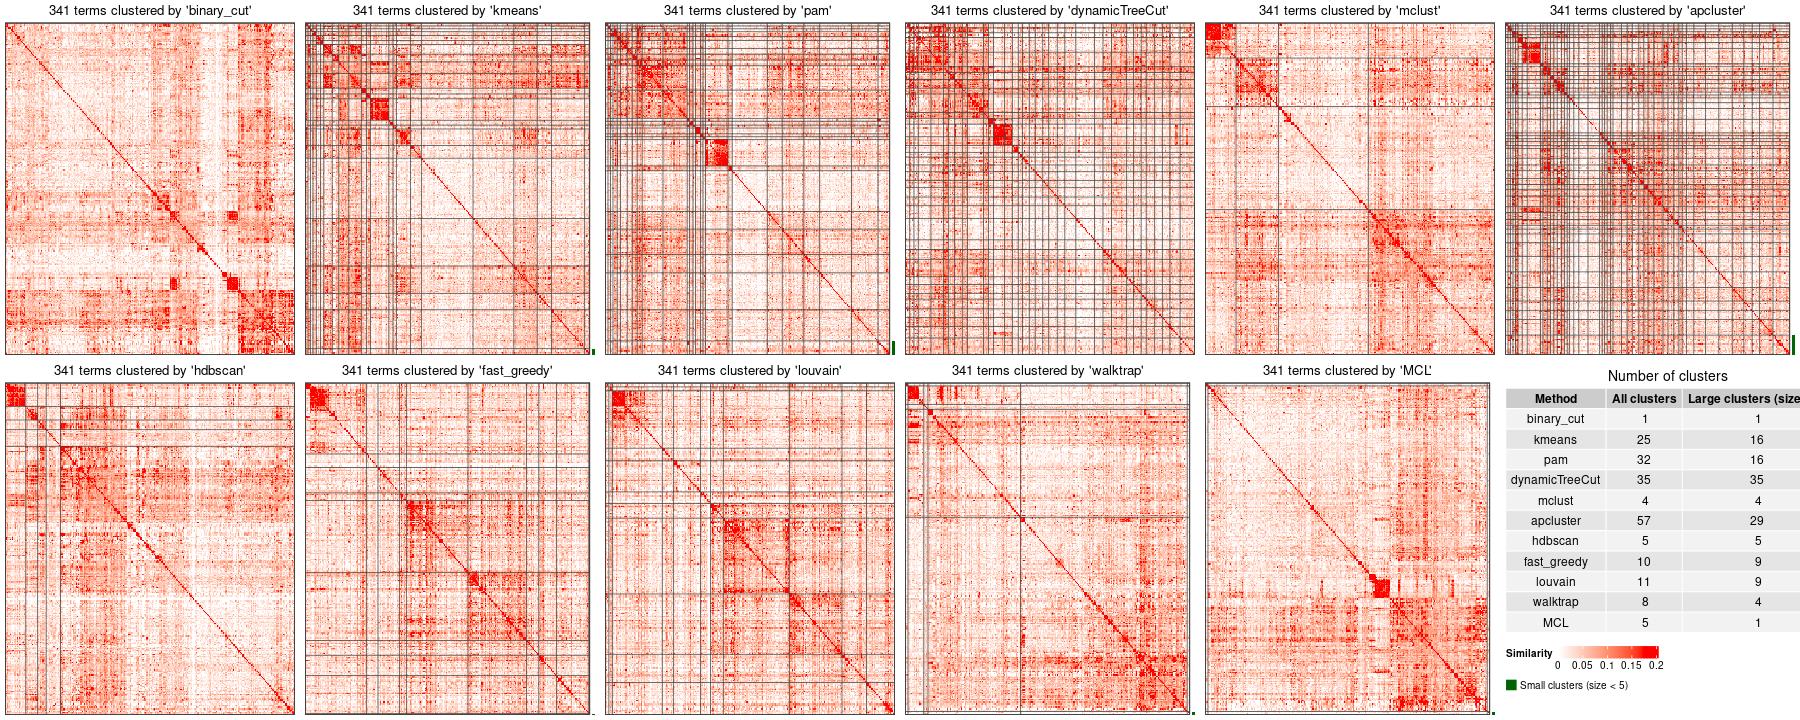 341 terms clustered by 'binary_cut'
341 terms clustered by 'kmeans'
341 terms clustered by 'pam'
341 terms clustered by 'dynamicTreeCut'
341 terms clustered by 'mclust'
341 terms clustered by 'apcluster'
341 terms clustered by 'hdbscan'
341 terms clustered by 'fast_greedy'
341 terms clustered by 'louvain'
341 terms clustered by 'walktrap'
341 terms clustered by 'MCL'
Number of clusters
Method All clusters Large clusters (size
binary_cut 1 1
kmeans 25 16
pam 32 16
dynamicTreeCut 35 35
mclust 4 4
apcluster 57 29
hdbscan 5 5
fast_greedy 10 9
louvain 11 9
walktrap 8 4
MCL 5 1
Similarity
0 0.05 0.1 0.15 0.2
Small clusters (size < 5)